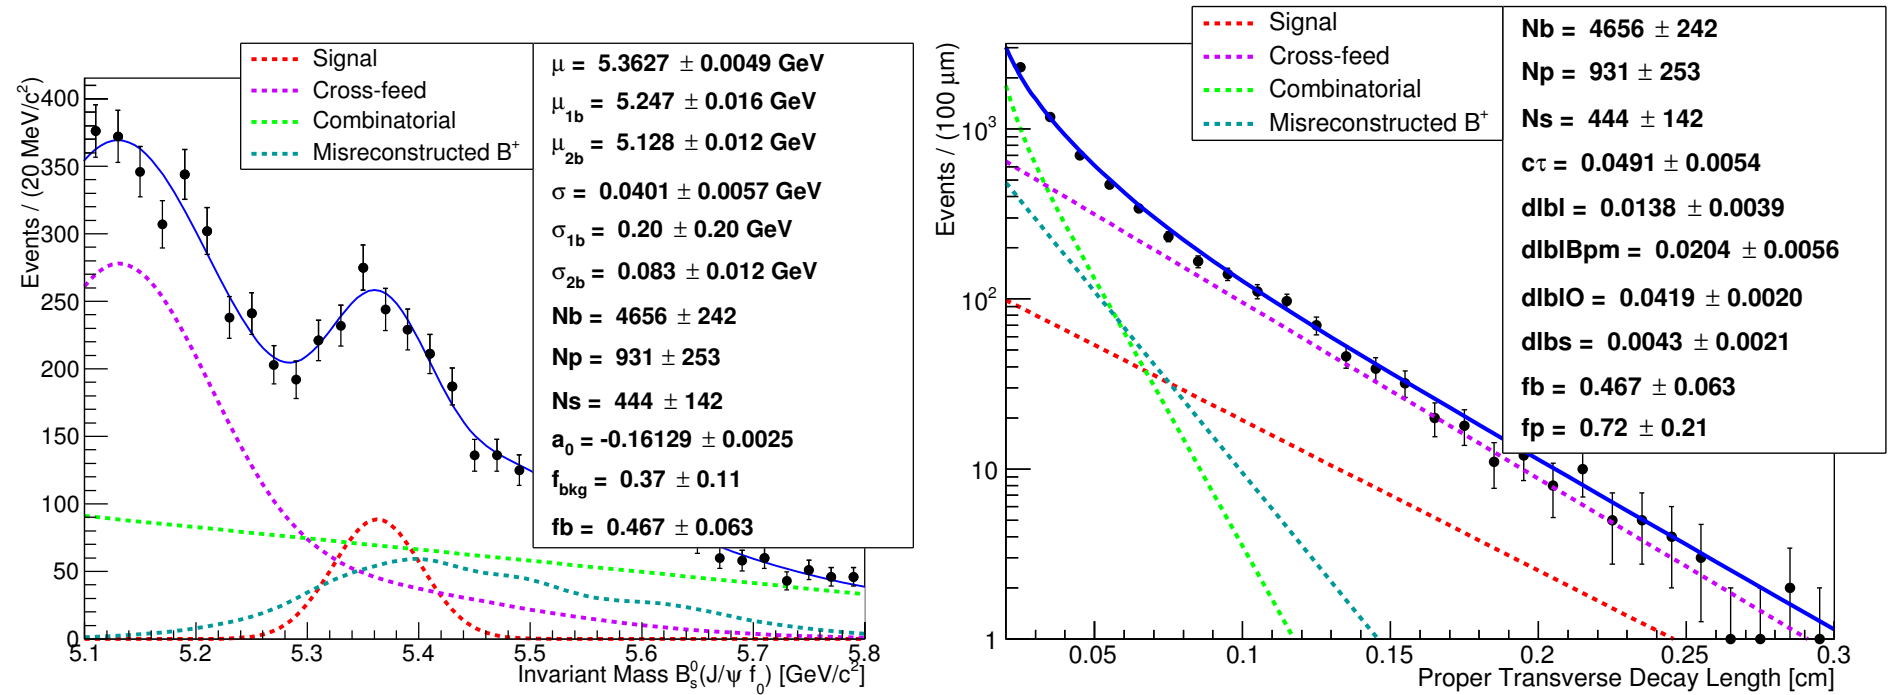 Signal
Cross-feed
Combinatorial
Misreconstructed B+
μ = 5.3627 ± 0.0049 GeV
μ1b = 5.247 ± 0.016 GeV
μ2b = 5.128 ± 0.012 GeV
σ = 0.0401 ± 0.0057 GeV
σ1b = 0.20 ± 0.20 GeV
σ2b = 0.083 ± 0.012 GeV
Nb = 4656 ± 242
Np = 931 ± 253
Ns = 444 ± 142
a0 = -0.16129 ± 0.0025
fbkg = 0.37 ± 0.11
fb = 0.467 ± 0.063
Events / (20 MeV/c2)
400
350
300
250
200
150
100
50
0
5.1 5.2 5.3 5.4 5.5 5.6 5.7 5.8
Invariant Mass B0s(J/ψ f0) [GeV/c2]
Signal
Cross-feed
Combinatorial
Misreconstructed B+
Nb = 4656 ± 242
Np = 931 ± 253
Ns = 444 ± 142
cτ = 0.0491 ± 0.0054
dlbl = 0.0138 ± 0.0039
dlblBpm = 0.0204 ± 0.0056
dlblO = 0.0419 ± 0.0020
dlbs = 0.0043 ± 0.0021
fb = 0.467 ± 0.063
fp = 0.72 ± 0.21
Events / (100 μm)
103
102
10
1
0.05 0.1 0.15 0.2 0.25 0.3
Proper Transverse Decay Length [cm]